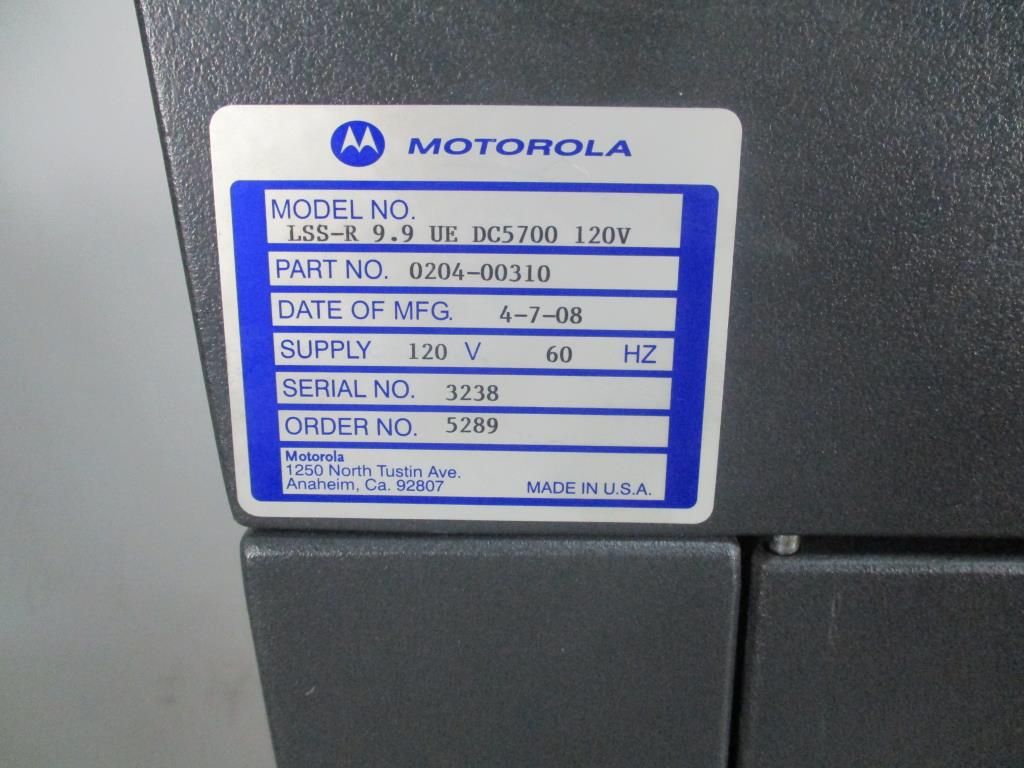 MOTOROLA
MODEL NO.
LSS-R 9.9 UE DC5700 120V
PART NO. 0204-00310
DATE OF MFG. 4-7-08
SUPPLY 120 V 60 HZ
SERIAL NO. 3238
ORDER NO. 5289
Motorola
1250 North Tustin Ave.
Anaheim, Ca. 92807 MADE IN U.S.A.